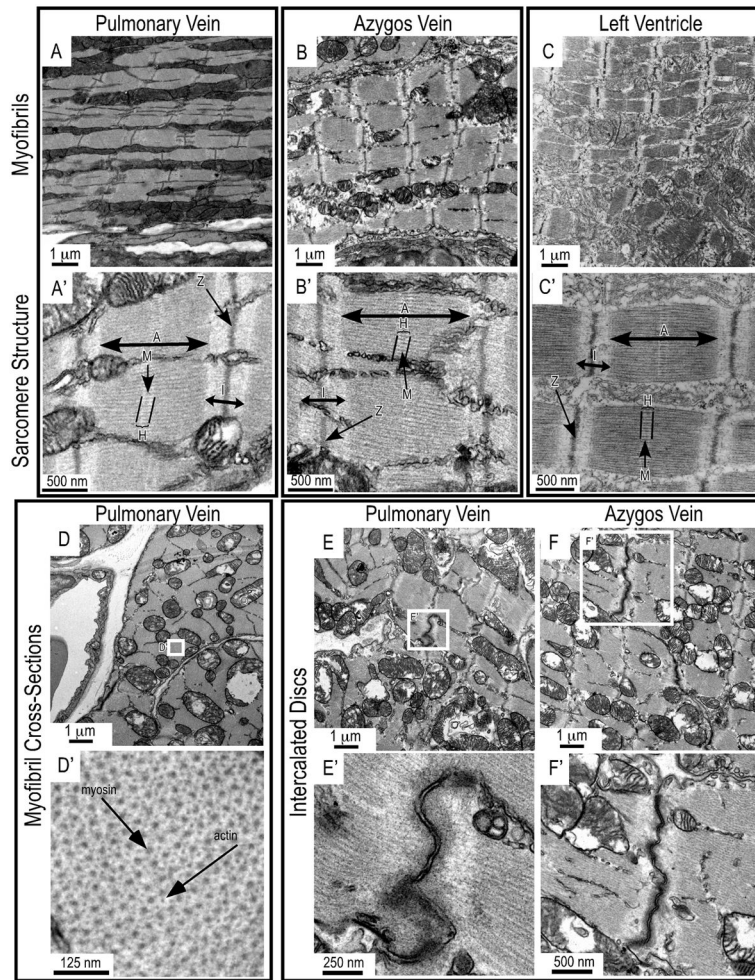 Pulmonary Vein
Azygos Vein
Left Ventricle
Myofibrils
A
B
C
1 μm
1 μm
1 μm
Sarcomere Structure
A'
Z
A
M
I
H
500 nm
B'
A
H
I
M
Z
500 nm
C'
A
I
Z
H
M
500 nm
Pulmonary Vein
Pulmonary Vein
Azygos Vein
Myofibril Cross-Sections
Intercalated Discs
D
D'
1 μm
E
E'
1 μm
F
F'
1 μm
D'
myosin
actin
125 nm
E'
250 nm
F'
500 nm